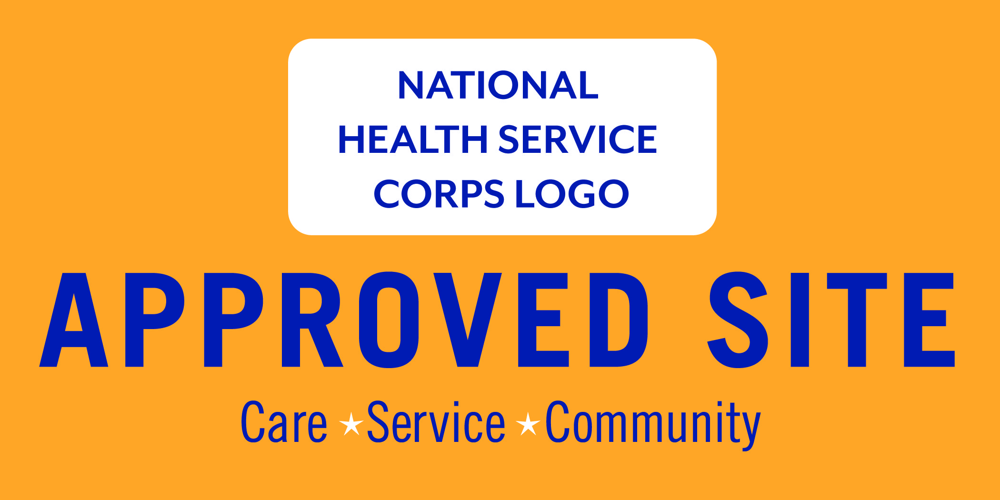 NATIONAL
HEALTH SERVICE
CORPS LOGO
APPROVED SITE
Care ★ Service ★ Community